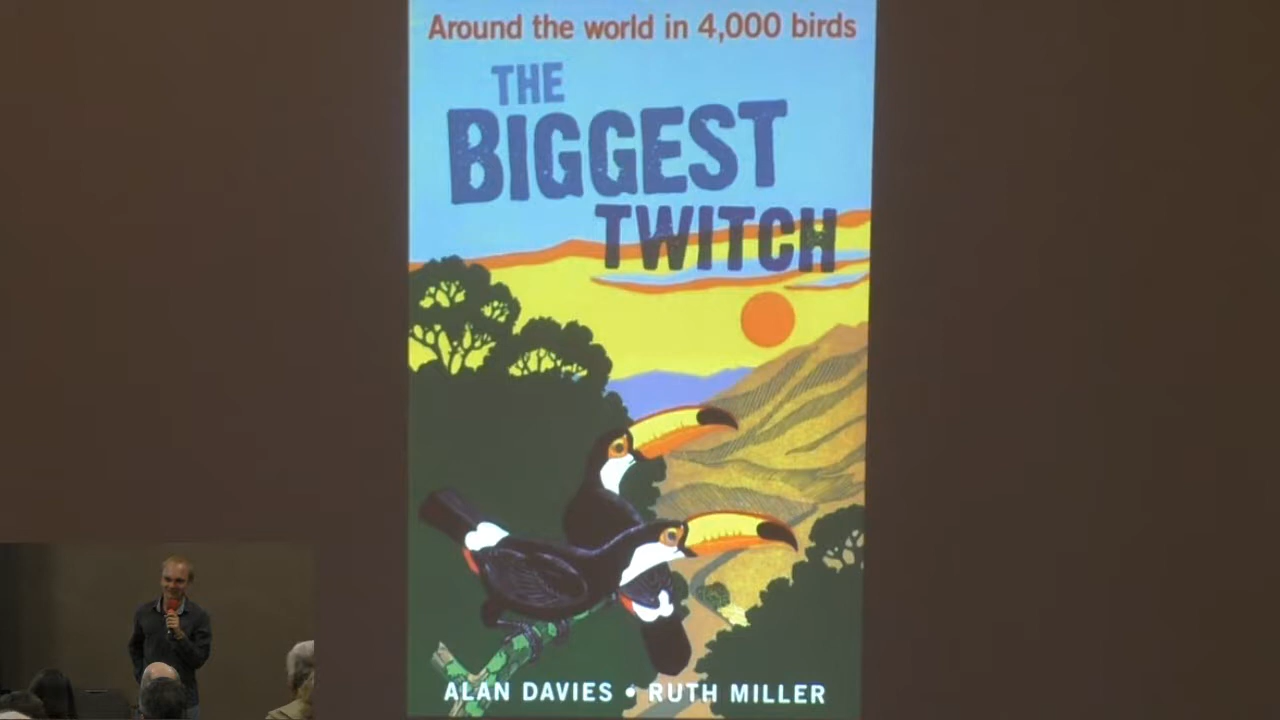 Around the world in 4,000 birds
THE
BIGGEST
TWITCH
ALAN DAVIES • RUTH MILLER